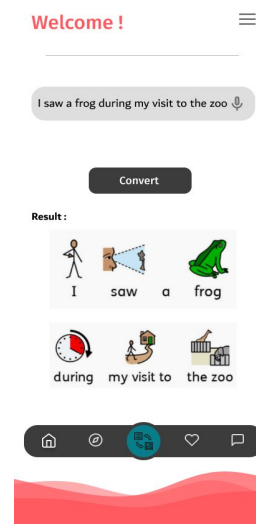 Welcome !
I saw a frog during my visit to the zoo
Convert
Result :
I saw a frog
during my visit to the zoo